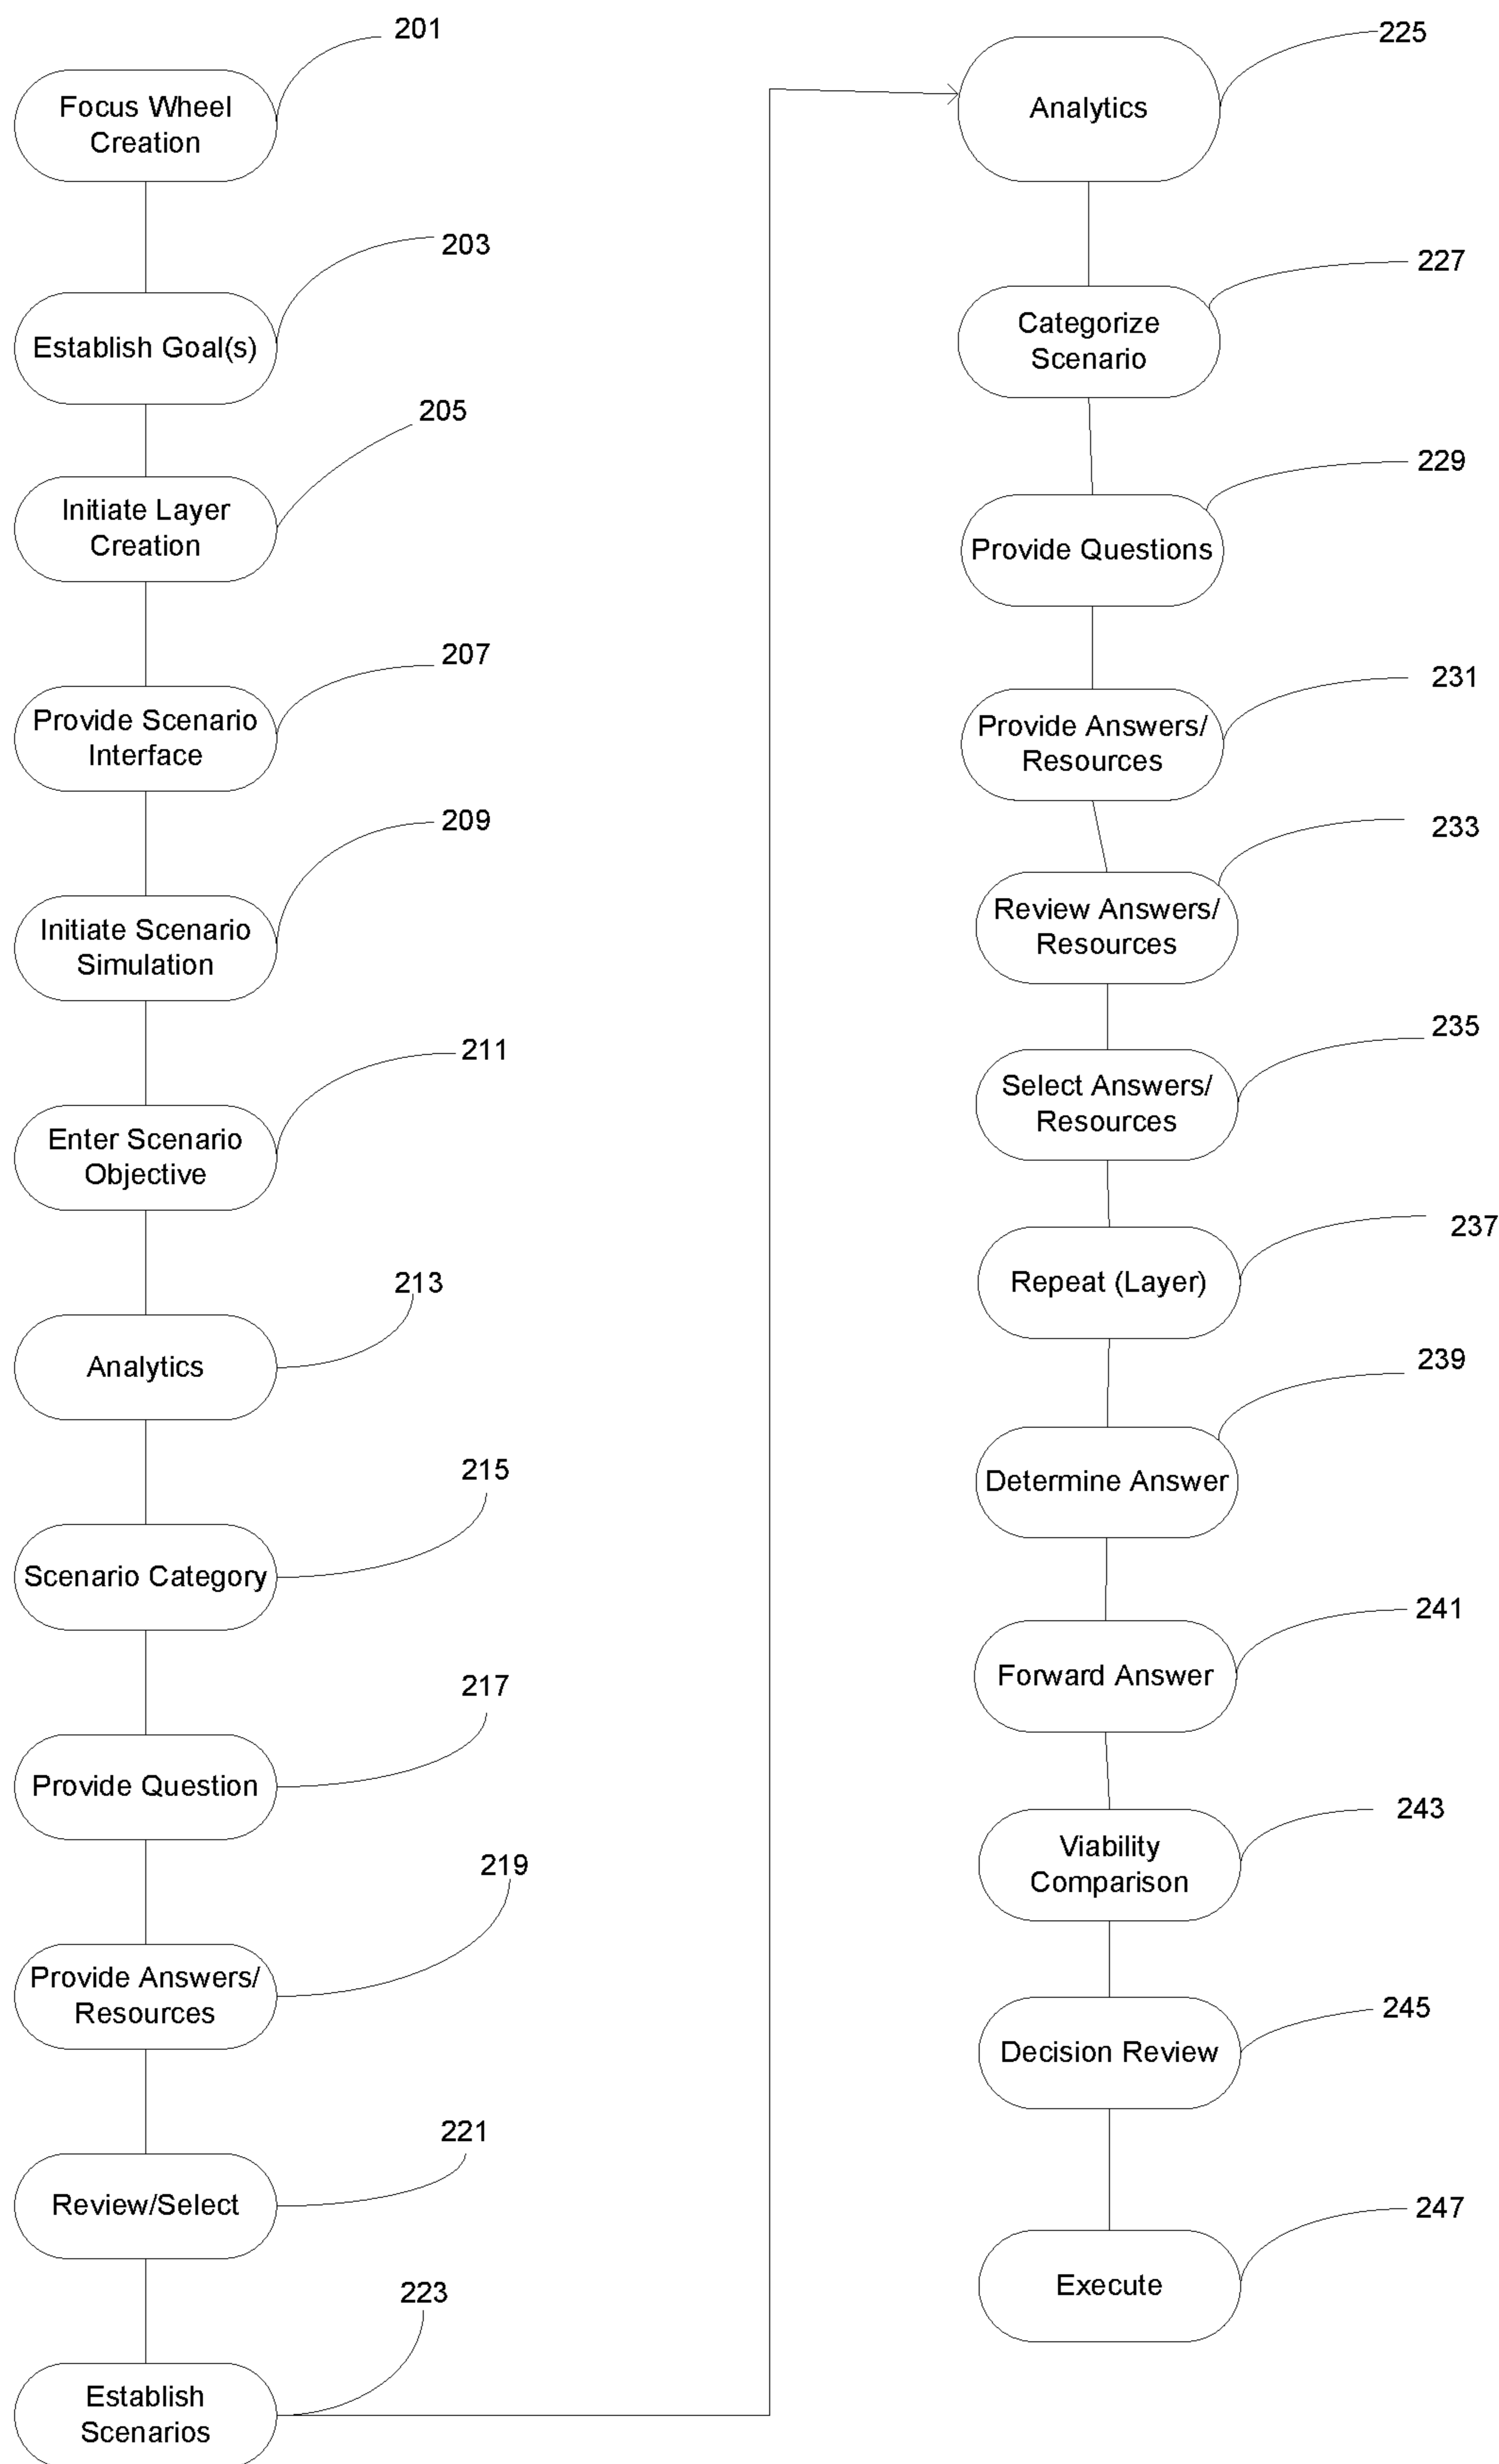 201
Focus Wheel
Creation
203
Establish Goal(s)
205
Initiate Layer
Creation
207
Provide Scenario
Interface
209
Initiate Scenario
Simulation
211
Enter Scenario
Objective
213
Analytics
215
Scenario Category
217
Provide Question
219
Provide Answers/
Resources
221
Review/Select
223
Establish
Scenarios
225
Analytics
227
Categorize
Scenario
229
Provide Questions
231
Provide Answers/
Resources
233
Review Answers/
Resources
235
Select Answers/
Resources
237
Repeat (Layer)
239
Determine Answer
241
Forward Answer
243
Viability
Comparison
245
Decision Review
247
Execute